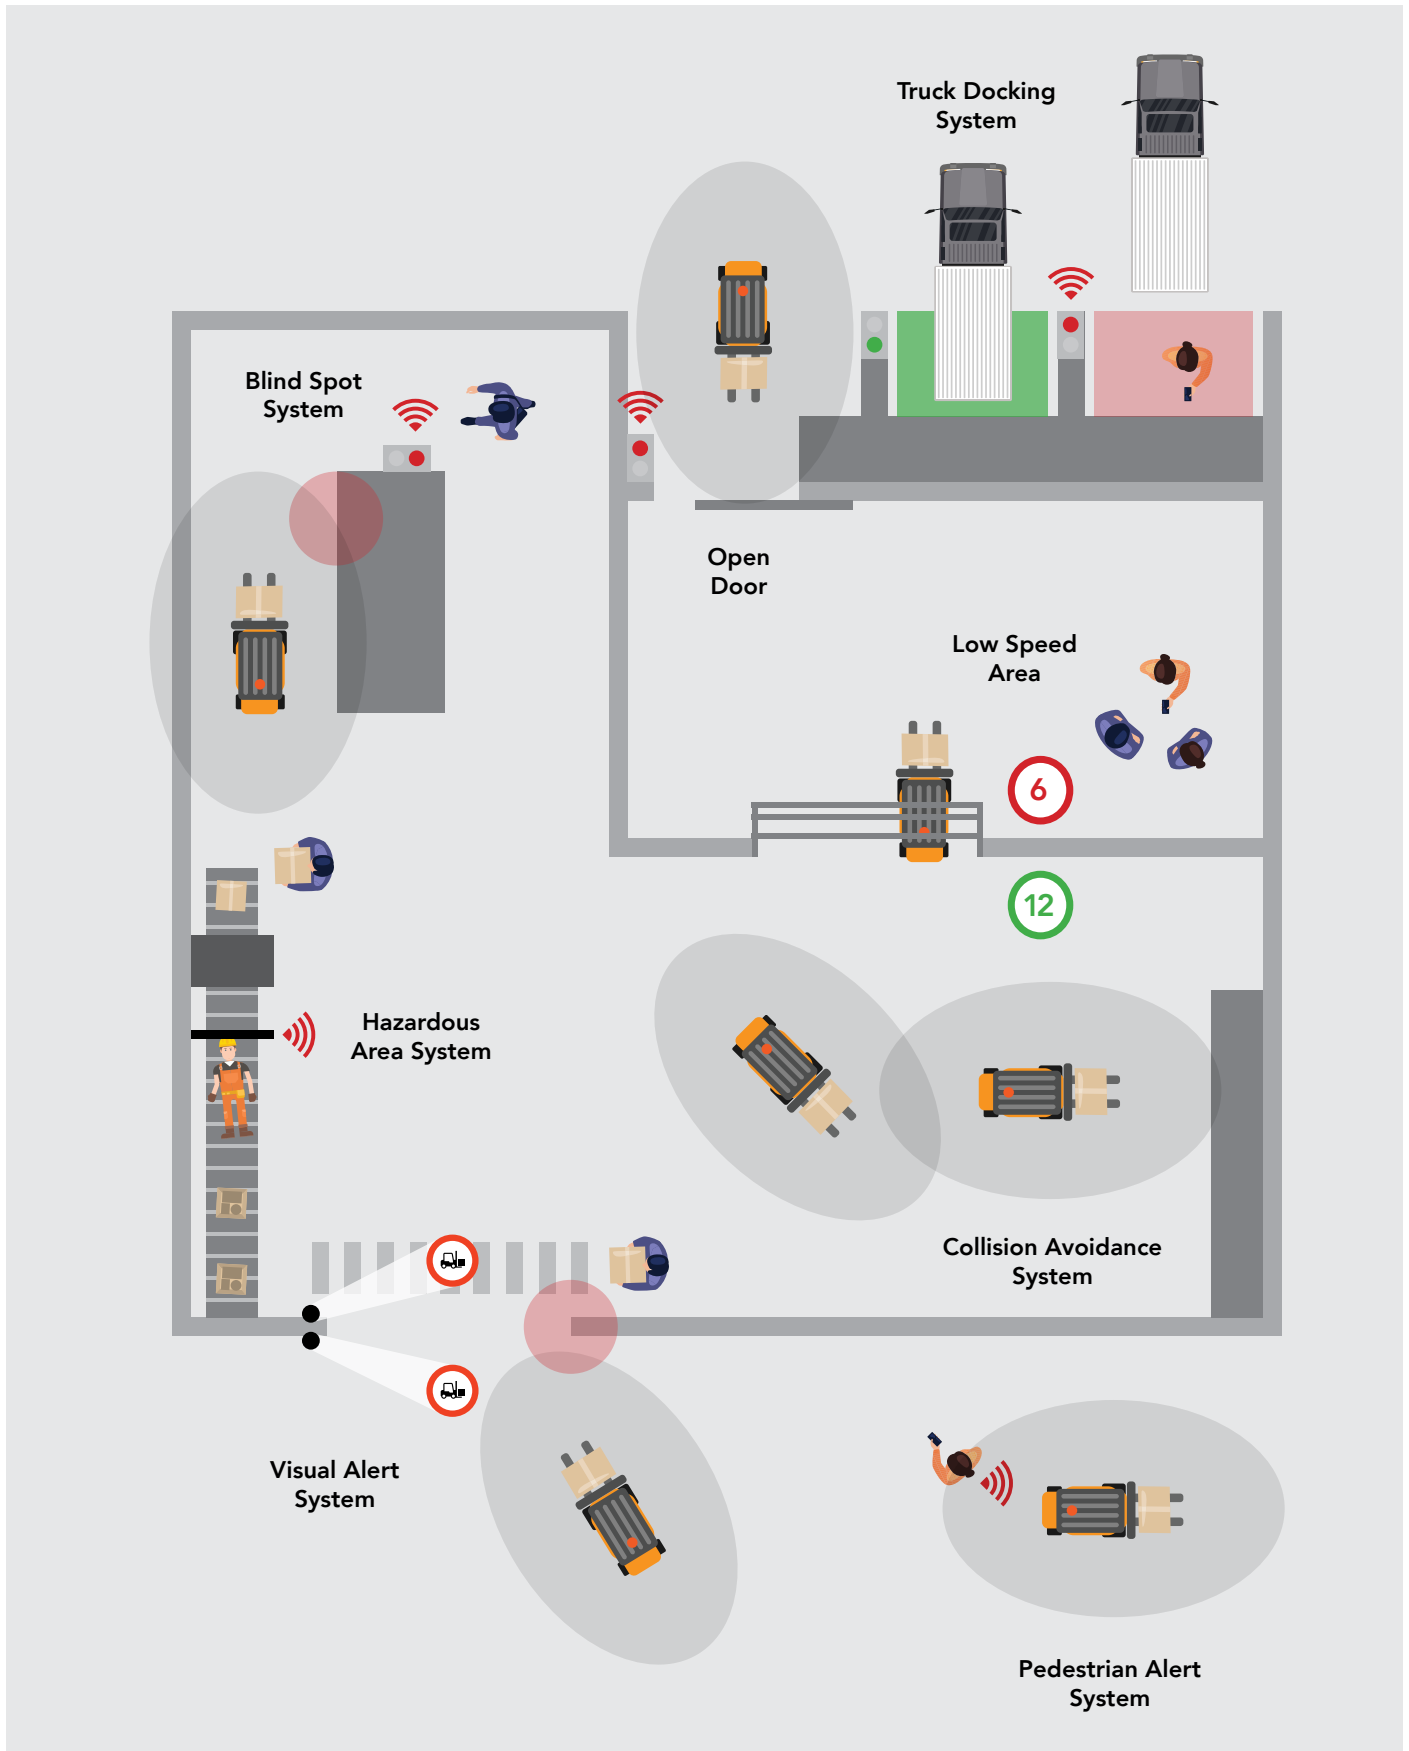 Truck Docking
System
Blind Spot
System
Open
Door
Low Speed
Area
6
12
Hazardous
Area System
Collision Avoidance
System
Visual Alert
System
Pedestrian Alert
System